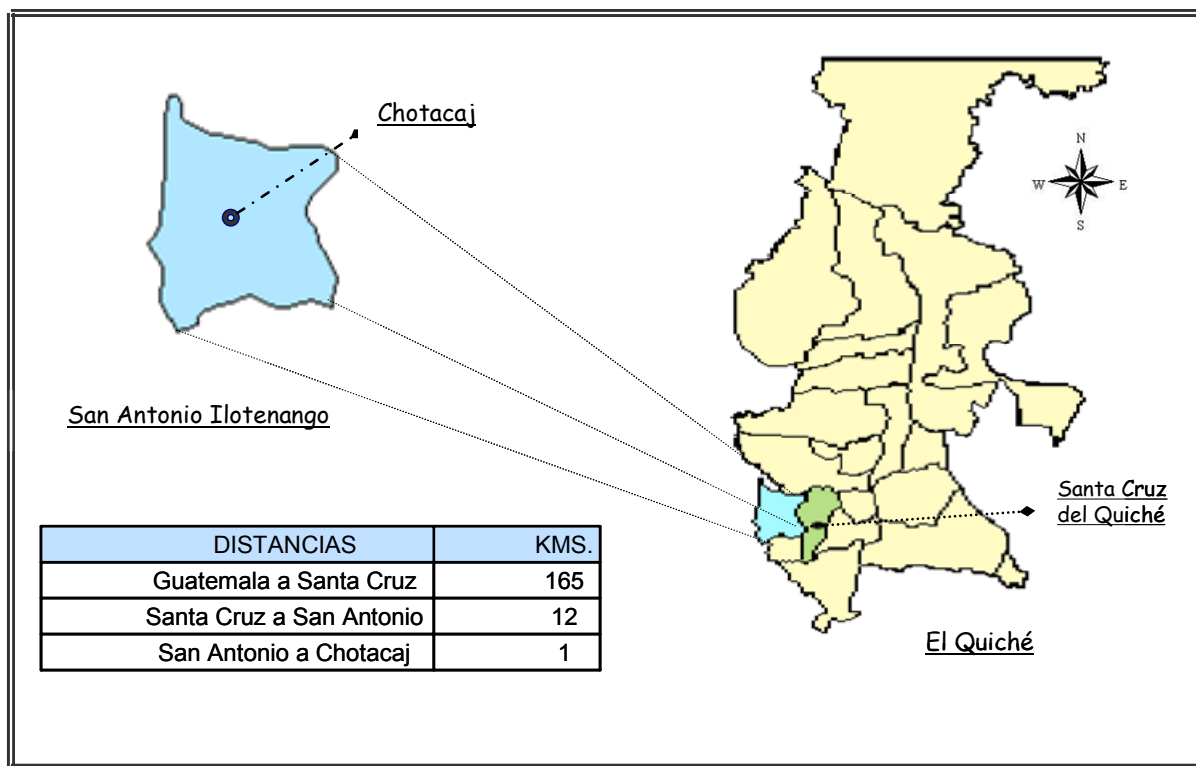 Chotacaj
N
W E
S
San Antonio Ilotenango
Santa Cruz
del Quiché
DISTANCIAS KMS.
Guatemala a Santa Cruz 165
Santa Cruz a San Antonio 12
San Antonio a Chotacaj 1
El Quiché